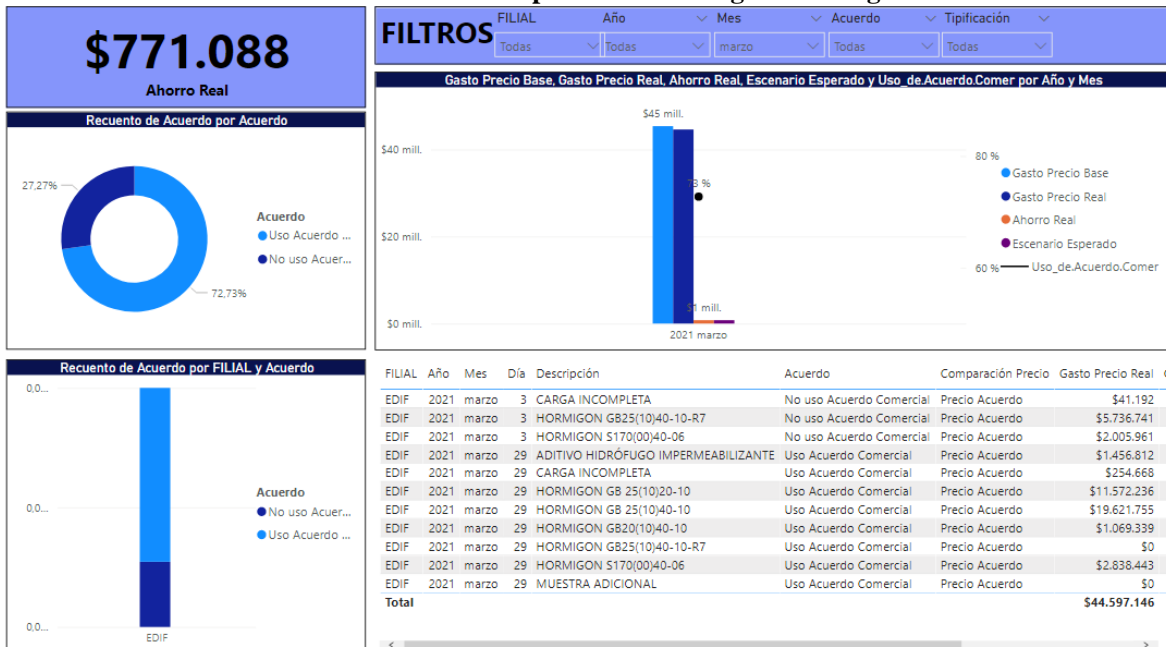 $771.088
Ahorro Real
FILTROS
FILIAL Año Mes Acuerdo Tipificación
Todas Todas marzo Todas Todas
Recuento de Acuerdo por Acuerdo
27,27%
72,73%
Acuerdo
Uso Acuerdo ...
No uso Acuer...
Gasto Precio Base, Gasto Precio Real, Ahorro Real, Escenario Esperado y Uso_de.Acuerdo.Comer por Año y Mes
$45 mill.
$40 mill.
$20 mill.
$0 mill.
73 %
$1 mill.
2021 marzo
80 %
60 %
Gasto Precio Base
Gasto Precio Real
Ahorro Real
Escenario Esperado
Uso_de.Acuerdo.Comer
Recuento de Acuerdo por FILIAL y Acuerdo
0,0...
0,0...
0,0...
EDIF
Acuerdo
No uso Acuer...
Uso Acuerdo ...
FILIAL Año Mes Día Descripción Acuerdo Comparación Precio Gasto Precio Real
EDIF 2021 marzo 3 CARGA INCOMPLETA No uso Acuerdo Comercial Precio Acuerdo $41.192
EDIF 2021 marzo 3 HORMIGON GB25(10)40-10-R7 No uso Acuerdo Comercial Precio Acuerdo $5.736.741
EDIF 2021 marzo 3 HORMIGON S170(00)40-06 No uso Acuerdo Comercial Precio Acuerdo $2.005.961
EDIF 2021 marzo 29 ADITIVO HIDRÓFUGO IMPERMEABILIZANTE Uso Acuerdo Comercial Precio Acuerdo $1.456.812
EDIF 2021 marzo 29 CARGA INCOMPLETA Uso Acuerdo Comercial Precio Acuerdo $254.668
EDIF 2021 marzo 29 HORMIGON GB 25(10)20-10 Uso Acuerdo Comercial Precio Acuerdo $11.572.236
EDIF 2021 marzo 29 HORMIGON GB 25(10)40-10 Uso Acuerdo Comercial Precio Acuerdo $19.621.755
EDIF 2021 marzo 29 HORMIGON GB20(10)40-10 Uso Acuerdo Comercial Precio Acuerdo $1.069.339
EDIF 2021 marzo 29 HORMIGON GB25(10)40-10-R7 Uso Acuerdo Comercial Precio Acuerdo $0
EDIF 2021 marzo 29 HORMIGON S170(00)40-06 Uso Acuerdo Comercial Precio Acuerdo $2.838.443
EDIF 2021 marzo 29 MUESTRA ADICIONAL Uso Acuerdo Comercial Precio Acuerdo $0
Total $44.597.146